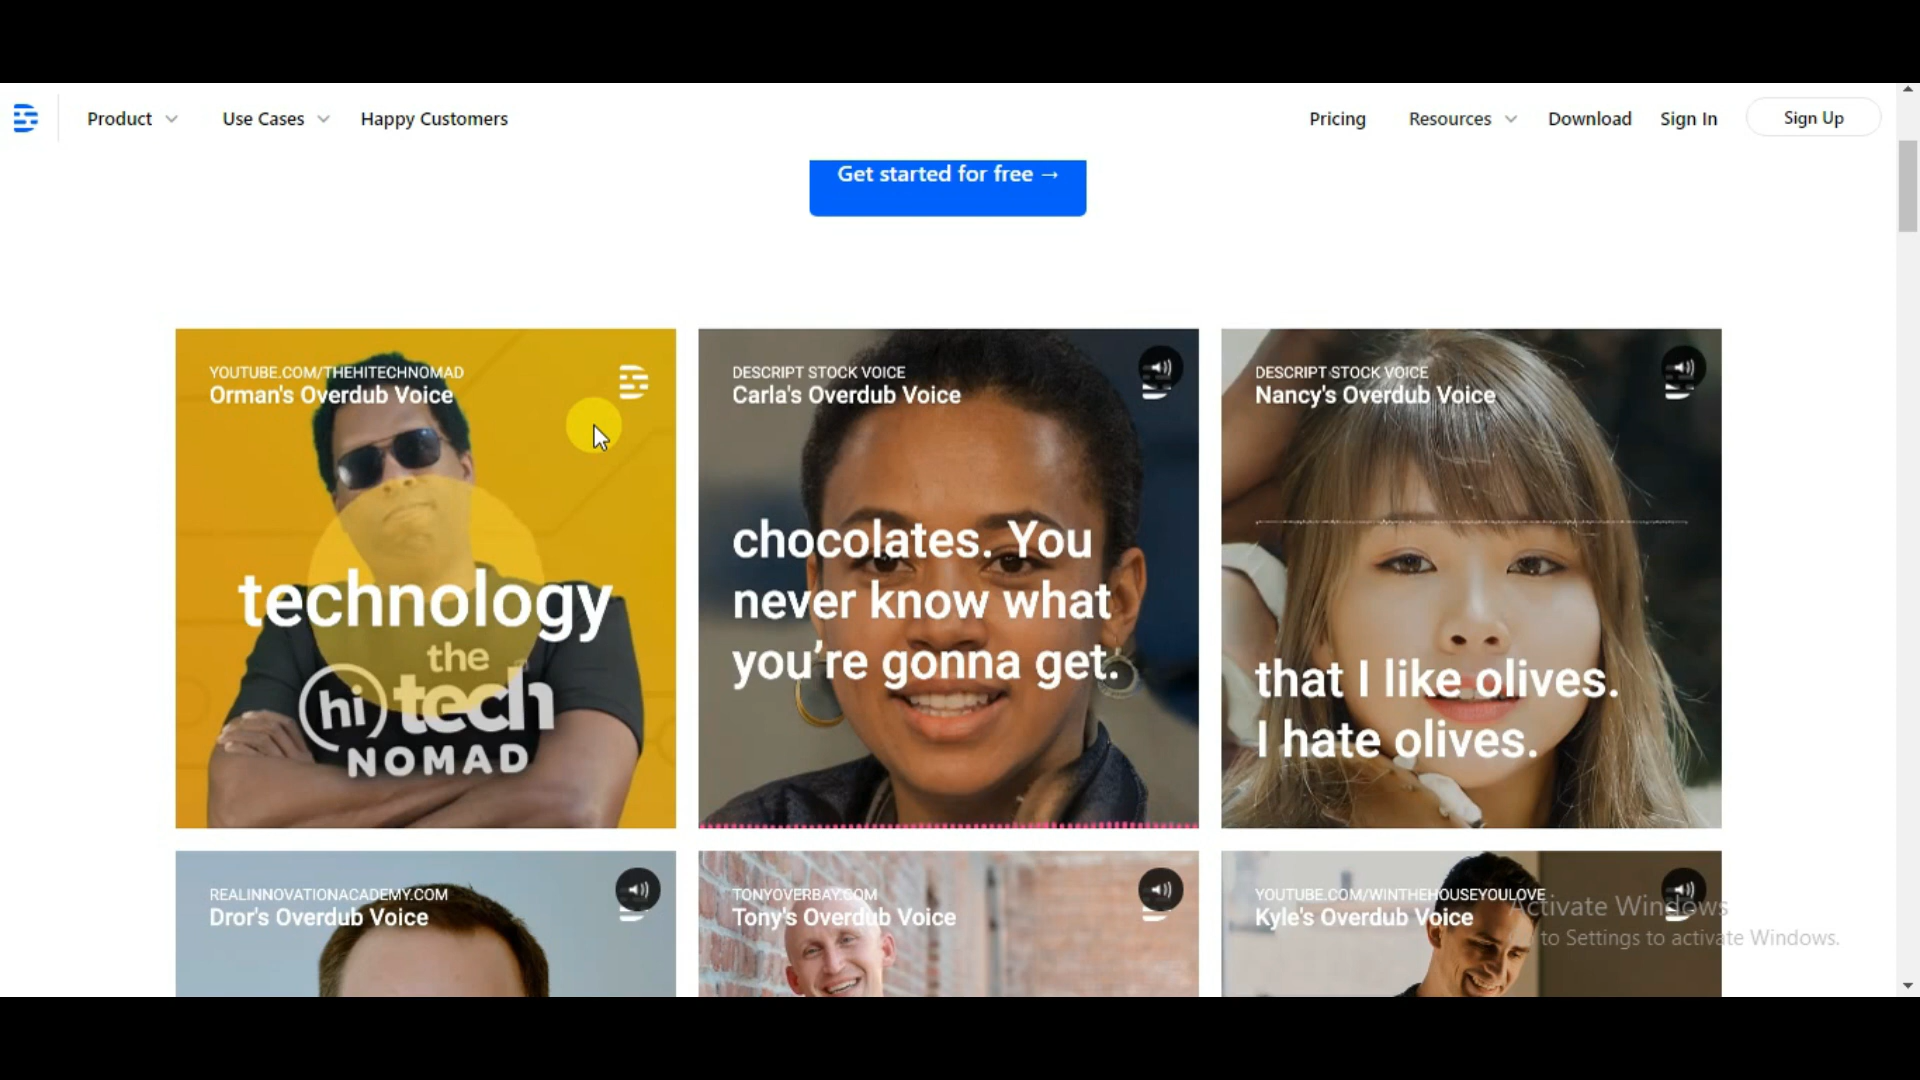 Product
Use Cases
Happy Customers
Pricing
Resources
Download
Sign In
Sign Up
Get started for free →
YOUTUBE.COM/THEHITECHNOMAD
Orman's Overdub Voice
technology
the
hi tech
NOMAD
DESCRIPT STOCK VOICE
Carla's Overdub Voice
chocolates. You
never know what
you're gonna get.
DESCRIPT STOCK VOICE
Nancy's Overdub Voice
that I like olives.
I hate olives.
REALINNOVATIONACADEMY.COM
Dror's Overdub Voice
TONYOVERBAY.COM
Tony's Overdub Voice
YOUTUBE.COM/WINTHEHOUSEYOULOVE
Kyle's Overdub Voice
Activate Windows
to Settings to activate Windows.